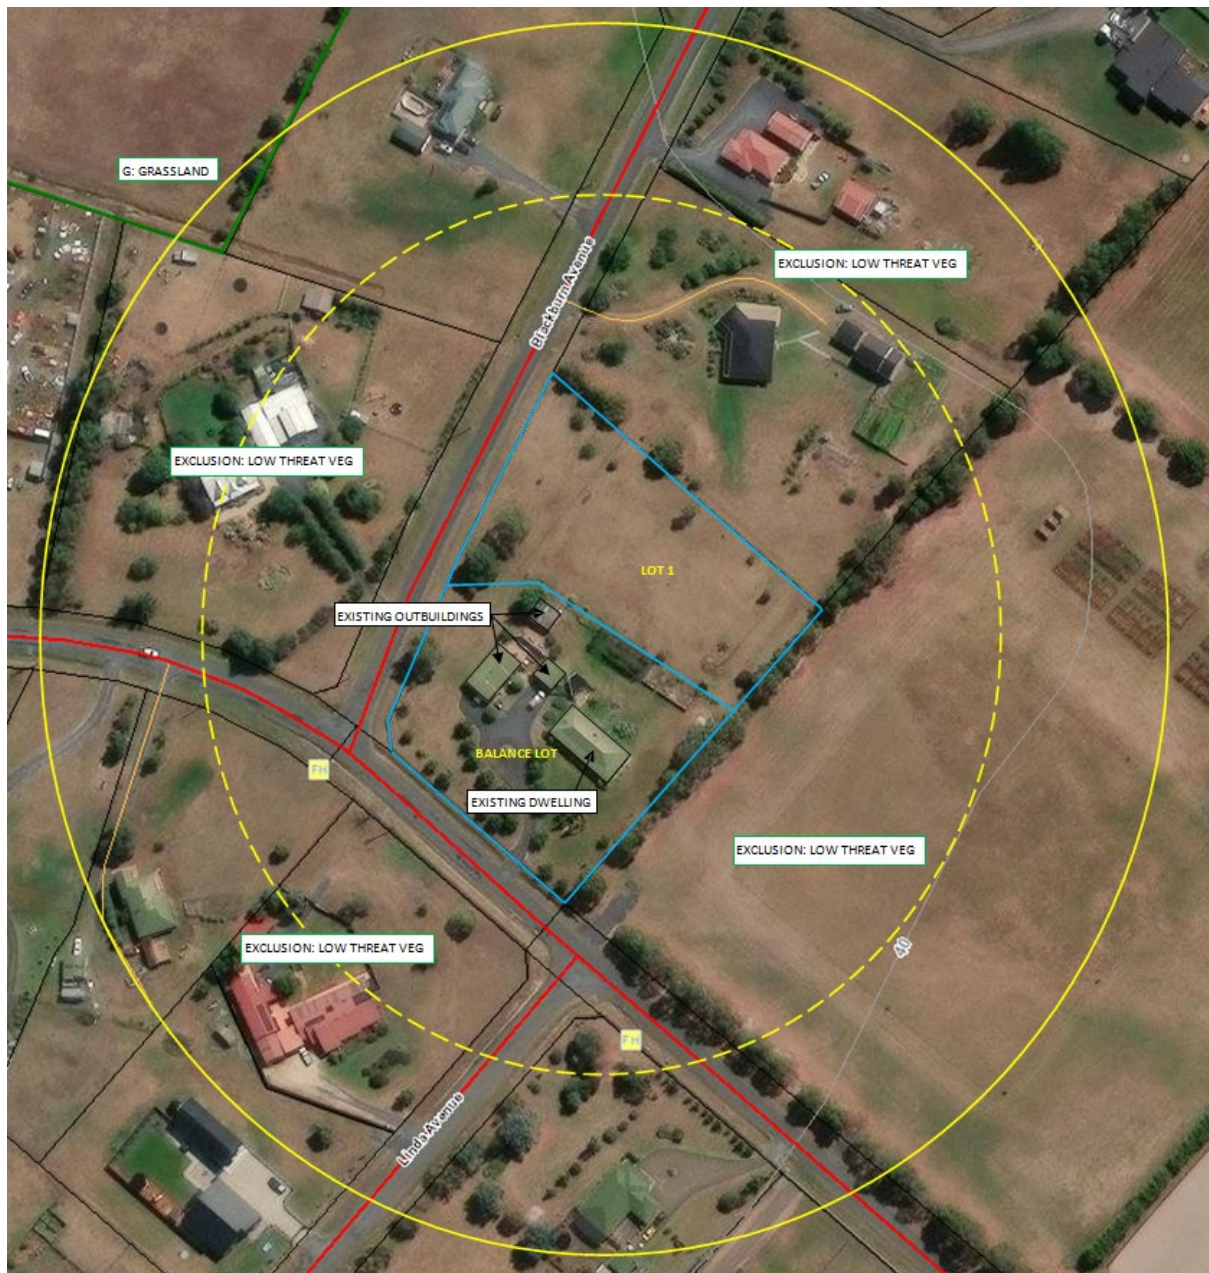 G: GRASSLAND
EXCLUSION: LOW THREAT VEG
Blackburn Avenue
EXCLUSION: LOW THREAT VEG
LOT 1
EXISTING OUTBUILDINGS
BALANCE LOT
FH
EXISTING DWELLING
EXCLUSION: LOW THREAT VEG
EXCLUSION: LOW THREAT VEG
40
FH
Linda Avenue